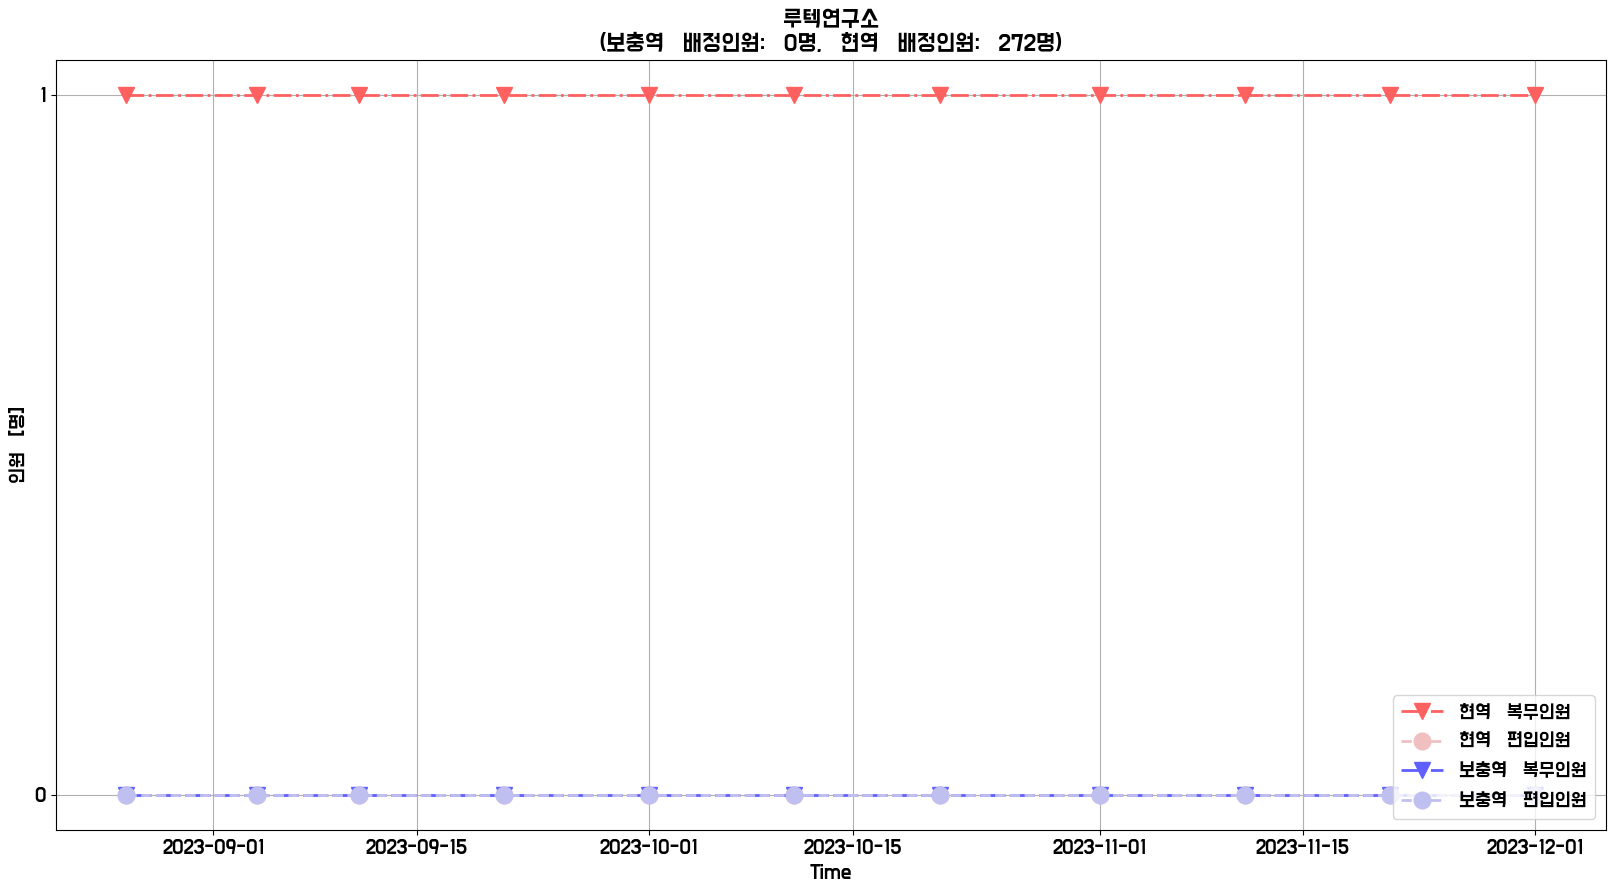 루텍연구소
(보충역 배정인원: 0명, 현역 배정인원: 272명)
1
0
인원 [명]
2023-09-01 2023-09-15 2023-10-01 2023-10-15 2023-11-01 2023-11-15 2023-12-01
Time
현역 복무인원
현역 편입인원
보충역 복무인원
보충역 편입인원